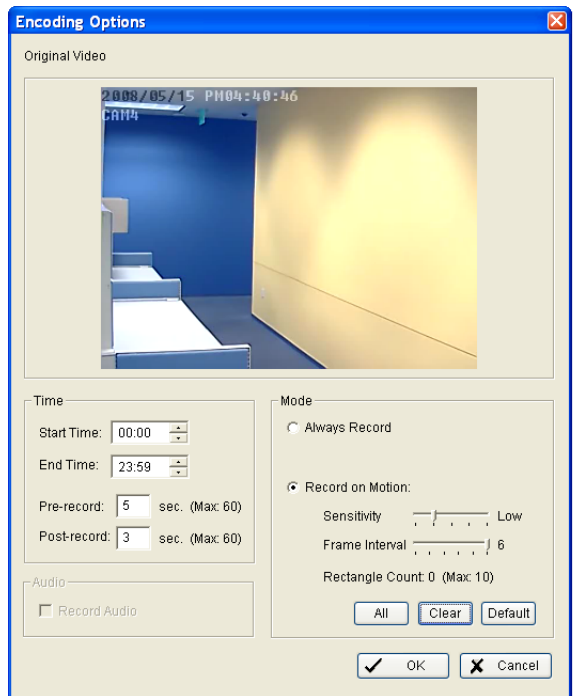 Encoding Options
Original Video
2008/05/15 PM04:40:46
CAM4
Time
Start Time: 00:00
End Time: 23:59
Pre-record: 5 sec. (Max: 60)
Post-record: 3 sec. (Max: 60)
Audio
Record Audio
Mode
Always Record
Record on Motion:
Sensitivity Low
Frame Interval 6
Rectangle Count: 0 (Max: 10)
All Clear Default
OK Cancel